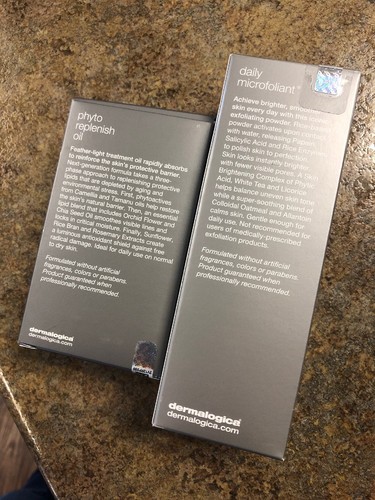 phyto
replenish
oil
Feather-light treatment oil rapidly absorbs
to reinforce the skin's protective barrier.
Next-generation formula takes a three-
phase approach to replenishing protective
lipids that are depleted by aging and
environmental stress. First, phytoactives
from Camellia and Tamanu oils help restore
the skin's natural barrier. Then, an essential
lipid blend that includes Orchid Flower and
Chia Seed Oil smoothes visible lines and
locks in critical moisture. Finally, Sunflower,
Rice Bran and Rosemary Extracts create
a luminous antioxidant shield against free
radical damage. Ideal for daily use on normal
to dry skin.
Formulated without artificial
fragrances, colors or parabens.
Product guaranteed when
professionally recommended.
dermalogica
dermalogica.com
daily
microfoliant®
Achieve brighter, smoother
skin every day with this
exfoliating powder. Rice-based
powder activates upon contact
with water, releasing Papain,
Salicylic Acid and Rice Enzymes
to polish skin to perfection.
Skin looks instantly brighter
with fewer visible pores. A Skin
Brightening Complex of Phytic
Acid, White Tea and Licorice
helps balance uneven skin tone
while a super-soothing blend of
Colloidal Oatmeal and Allantoin
calms skin. Gentle enough for
daily use. Not recommended for
users of medically-prescribed
exfoliation products.
Formulated without artificial
fragrances, colors or parabens.
Product guaranteed when
professionally recommended.
dermalogica®
dermalogica.com